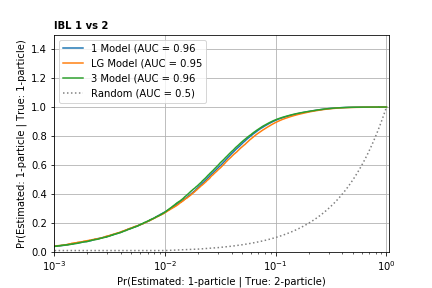 IBL 1 vs 2
Pr(Estimated: 1-particle | True: 1-particle)
1.4
1.2
1.0
0.8
0.6
0.4
0.2
0.0
1 Model (AUC = 0.96
LG Model (AUC = 0.95
3 Model (AUC = 0.96
Random (AUC = 0.5)
10⁻³ 10⁻² 10⁻¹ 10⁰
Pr(Estimated: 1-particle | True: 2-particle)